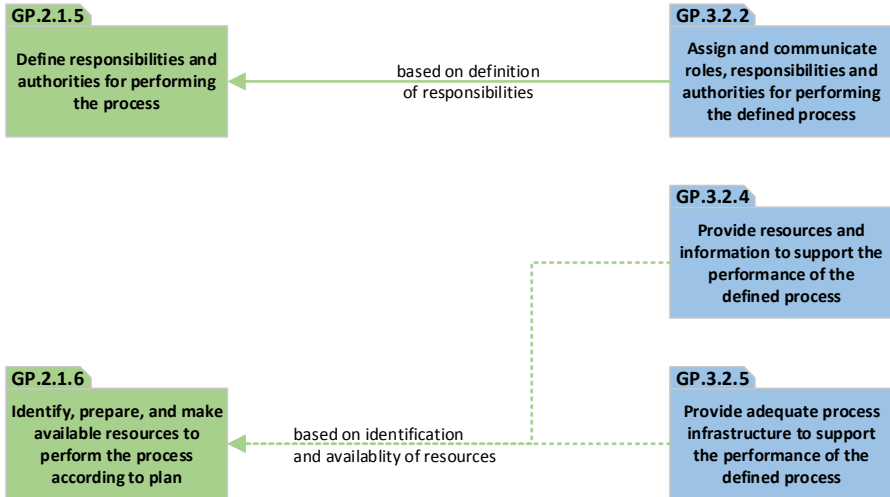 GP.2.1.5
Define responsibilities and
authorities for performing
the process
based on definition
of responsibilities
GP.3.2.2
Assign and communicate
roles, responsibilities and
authorities for performing
the defined process
GP.3.2.4
Provide resources and
information to support the
performance of the
defined process
GP.2.1.6
Identify, prepare, and make
available resources to
perform the process
according to plan
based on identification
and availablity of resources
GP.3.2.5
Provide adequate process
infrastructure to support
the performance of the
defined process